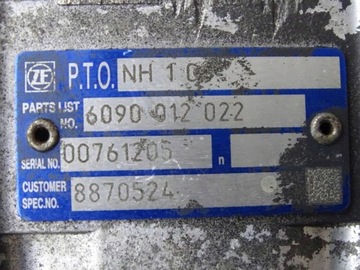 ZF P.T.O. NH 1
PARTS LIST NO. 6090 012 022
SERIAL NO. 00761205 n
CUSTOMER SPEC.NO. 8870524